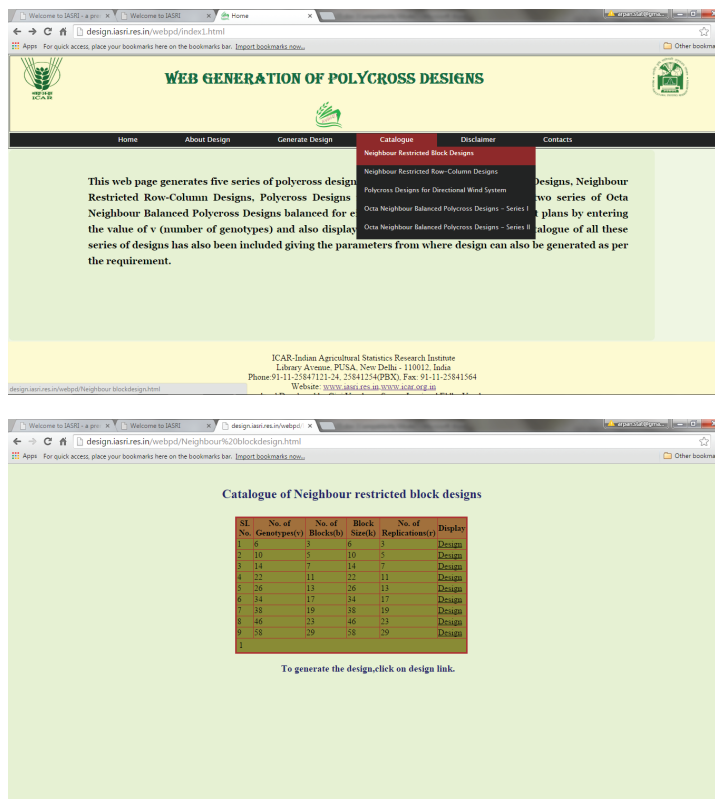 Welcome to IASRI - a pre
Welcome to IASRI
Home
design.iasri.res.in/webpd/index1.html
Apps For quick access, place your bookmarks here on the bookmarks bar. Import bookmarks now...
Other bookma
ICAR
WEB GENERATION OF POLYCROSS DESIGNS
Home About Design Generate Design Catalogue Disclaimer Contacts
Neighbour Restricted Block Designs
Neighbour Restricted Row-Column Designs
Polycross Designs for Directional Wind System
Octa Neighbour Balanced Polycross Designs - Series I
Octa Neighbour Balanced Polycross Designs - Series II
This web page generates five series of polycross design Designs, Neighbour
Restricted Row-Column Designs, Polycross Designs two series of Octa
Neighbour Balanced Polycross Designs balanced for e t plans by entering
the value of v (number of genotypes) and also display talogue of all these
series of designs has also been included giving the parameters from where design can also be generated as per
the requirement.
ICAR-Indian Agricultural Statistics Research Institute
Library Avenue, PUSA, New Delhi - 110012, India
Phone:91-11-25847121-24, 25841254(PBX), Fax: 91-11-25841564
Website: www.iasri.res.in,www.icar.org.in
design.iasri.res.in/webpd/Neighbour blockdesign.html
Welcome to IASRI - a pre
Welcome to IASRI
design.iasri.res.in/webpd/
design.iasri.res.in/webpd/Neighbour%20blockdesign.html
Apps For quick access, place your bookmarks here on the bookmarks bar. Import bookmarks now...
Other bookma
Catalogue of Neighbour restricted block designs
SI. No. No. of Genotypes(v) No. of Blocks(b) Block Size(k) No. of Replications(r) Display
1 6 3 6 3 Design
2 10 5 10 5 Design
3 14 7 14 7 Design
4 22 11 22 11 Design
5 26 13 26 13 Design
6 34 17 34 17 Design
7 38 19 38 19 Design
8 46 23 46 23 Design
9 58 29 58 29 Design
1
To generate the design,click on design link.